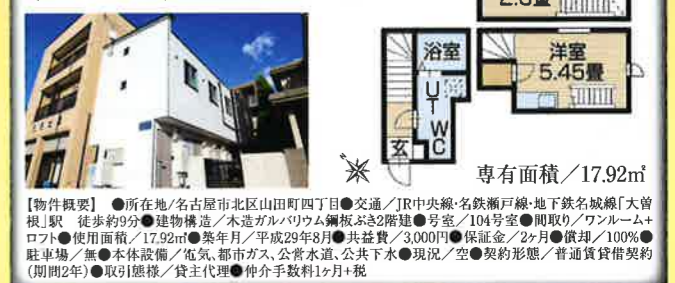 2.8畳
浴室
UT
WC
玄
洋室
5.45畳
専有面積／17.92㎡
【物件概要】 ●所在地／名古屋市北区山田町四丁目●交通／JR中央線・名鉄瀬戸線・地下鉄名城線「大曽
根」駅 徒歩約9分●建物構造／木造ガルバリウム鋼板ぶき2階建●号室／104号室●間取り／ワンルーム+
ロフト●使用面積／17.92㎡●築年月／平成29年8月●共益費／3,000円●保証金／2ヶ月●償却／100%●
駐車場／無●本体設備／電気、都市ガス、公営水道、公共下水●現況／空●契約形態／普通賃貸借契約
(期間2年)●取引態様／貸主代理●仲介手数料1ヶ月+税